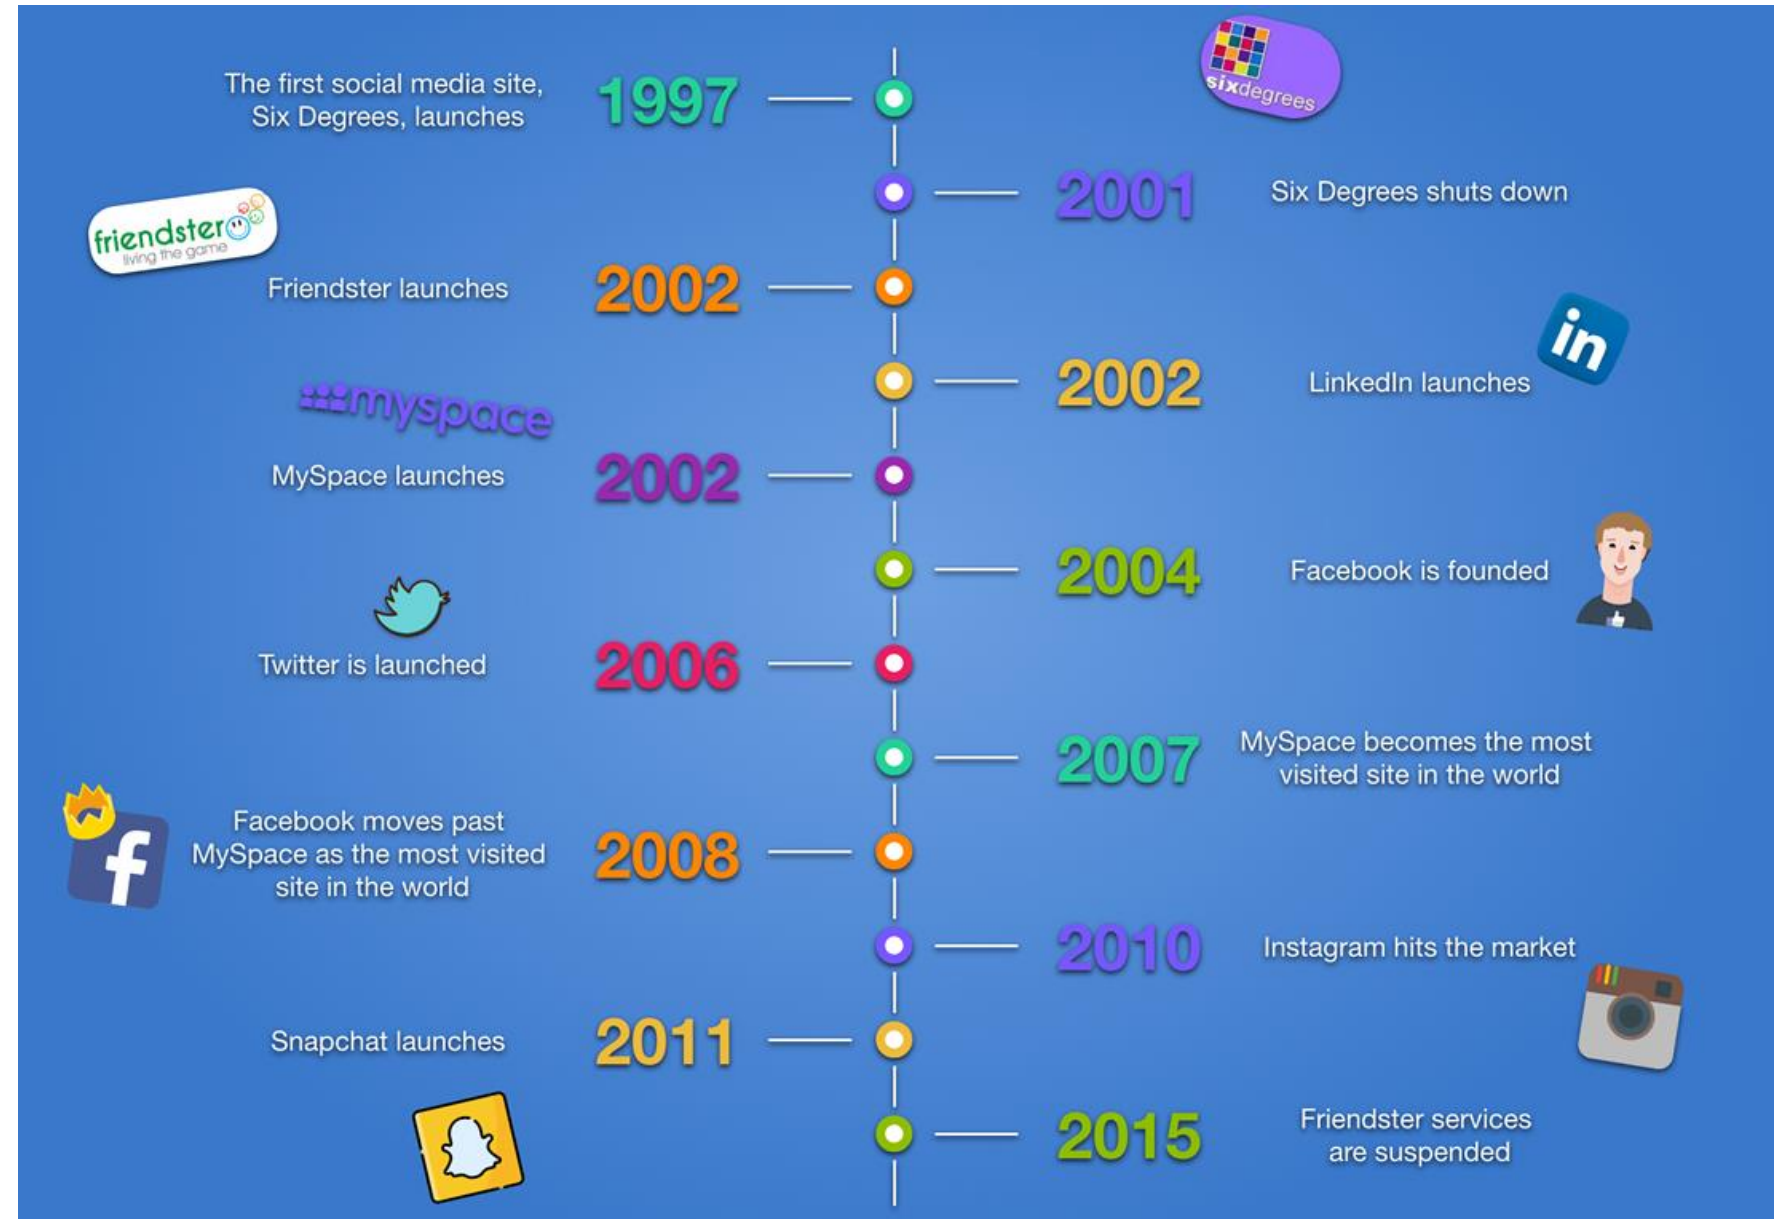 The first social media site,
Six Degrees, launches
1997
sixdegrees
2001
Six Degrees shuts down
friendster
living the game
Friendster launches
2002
in
2002
LinkedIn launches
myspace
MySpace launches
2002
2004
Facebook is founded
Twitter is launched
2006
2007
MySpace becomes the most
visited site in the world
f
Facebook moves past
MySpace as the most visited
site in the world
2008
2010
Instagram hits the market
Snapchat launches
2011
2015
Friendster services
are suspended